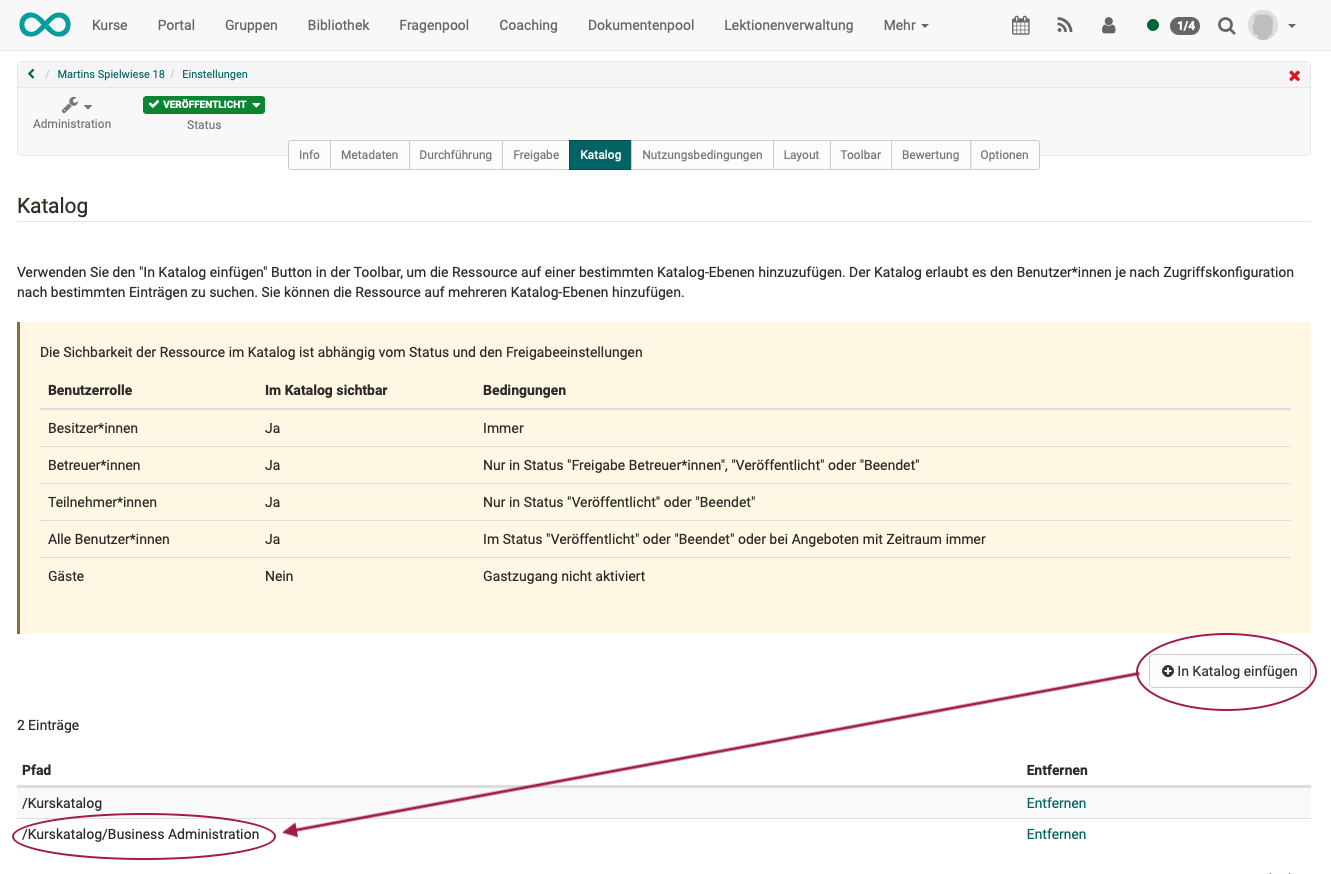 Kurse Portal Gruppen Bibliothek Fragenpool Coaching Dokumentenpool Lektionenverwaltung Mehr 1/4
/ Martins Spielwiese 18 / Einstellungen
VERÖFFENTLICHT
Administration Status
Info Metadaten Durchführung Freigabe Katalog Nutzungsbedingungen Layout Toolbar Bewertung Optionen
Katalog
Verwenden Sie den "In Katalog einfügen" Button in der Toolbar, um die Ressource auf einer bestimmten Katalog-Ebenen hinzuzufügen. Der Katalog erlaubt es den Benutzer*innen je nach Zugriffskonfiguration
nach bestimmten Einträgen zu suchen. Sie können die Ressource auf mehreren Katalog-Ebenen hinzufügen.
Die Sichbarkeit der Ressource im Katalog ist abhängig vom Status und den Freigabeeinstellungen
Benutzerrolle Im Katalog sichtbar Bedingungen
Besitzer*innen Ja Immer
Betreuer*innen Ja Nur in Status "Freigabe Betreuer*innen", "Veröffentlicht" oder "Beendet"
Teilnehmer*innen Ja Nur in Status "Veröffentlicht" oder "Beendet"
Alle Benutzer*innen Ja Im Status "Veröffentlicht" oder "Beendet" oder bei Angeboten mit Zeitraum immer
Gäste Nein Gastzugang nicht aktiviert
In Katalog einfügen
2 Einträge
Pfad Entfernen
/Kurskatalog Entfernen
/Kurskatalog/Business Administration Entfernen